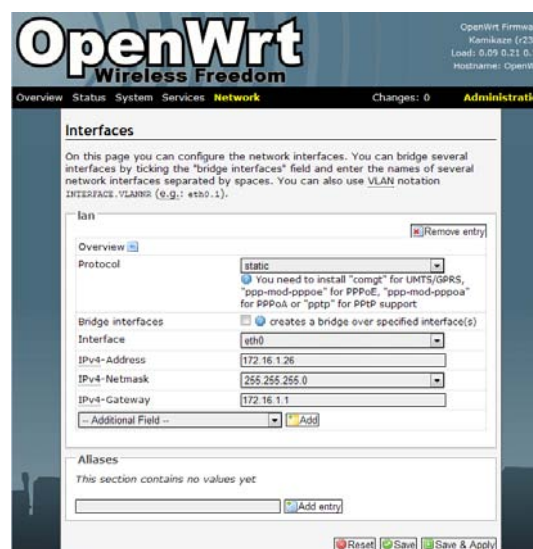 OpenWrt
Wireless Freedom
OpenWrt Firmwa
Kamikaze (r23
Load: 0.09 0.21 0.
Hostname: OpenW
Overview Status System Services Network Changes: 0 Administrati
Interfaces
On this page you can configure the network interfaces. You can bridge several
interfaces by ticking the "bridge interfaces" field and enter the names of several
network interfaces separated by spaces. You can also use VLAN notation
INTERFACE.VLANNR (e.g.: eth0.1).
lan
Remove entry
Overview
Protocol static
You need to install "comgt" for UMTS/GPRS,
"ppp-mod-pppoe" for PPPoE, "ppp-mod-pppoa"
for PPPoA or "pptp" for PPtP support
Bridge interfaces creates a bridge over specified interface(s)
Interface eth0
IPv4-Address 172.16.1.26
IPv4-Netmask 255.255.255.0
IPv4-Gateway 172.16.1.1
-- Additional Field -- Add
Aliases
This section contains no values yet
Add entry
Reset Save Save & Apply